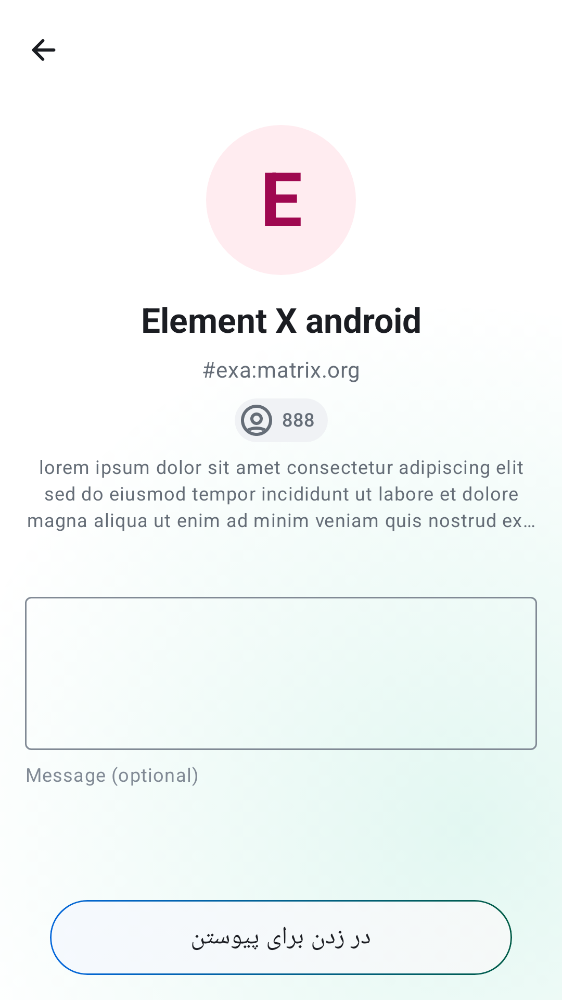 E
Element X android
#exa:matrix.org
888
lorem ipsum dolor sit amet consectetur adipiscing elit
sed do eiusmod tempor incididunt ut labore et dolore
magna aliqua ut enim ad minim veniam quis nostrud ex…
Message (optional)
در زدن برای پیوستن